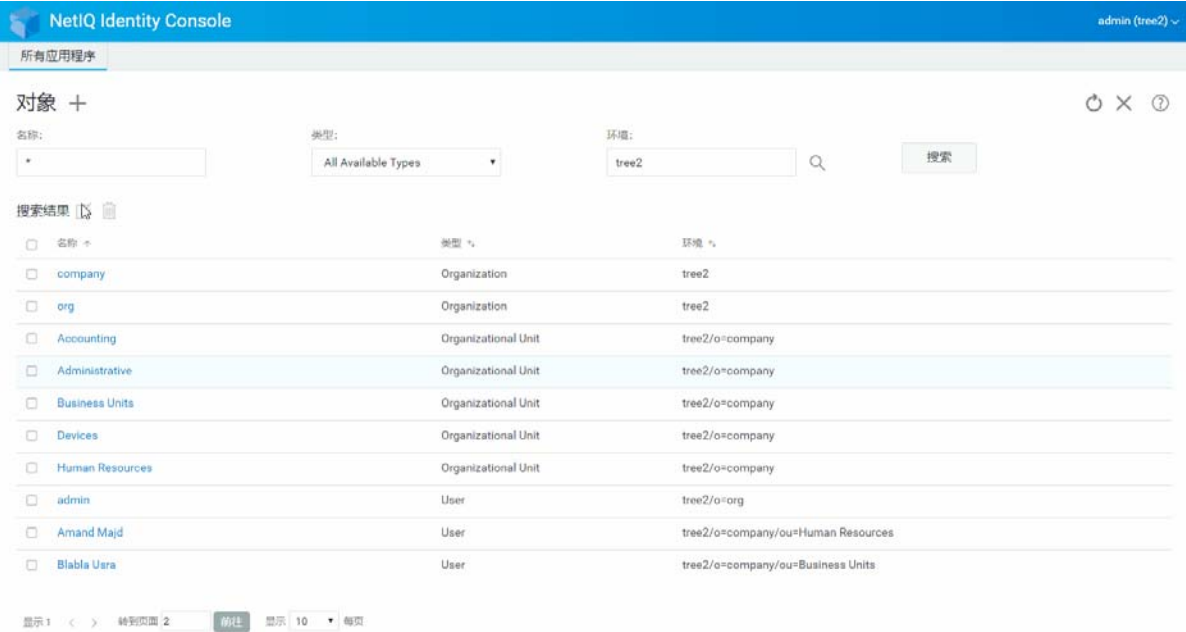 NetIQ Identity Console
admin (tree2)
所有应用程序
对象
名称:
类型:
环境:
*
All Available Types
tree2
搜索
搜索结果
名称
类型
环境
company
Organization
tree2
org
Organization
tree2
Accounting
Organizational Unit
tree2/o=company
Administrative
Organizational Unit
tree2/o=company
Business Units
Organizational Unit
tree2/o=company
Devices
Organizational Unit
tree2/o=company
Human Resources
Organizational Unit
tree2/o=company
admin
User
tree2/o=org
Amand Majd
User
tree2/o=company/ou=Human Resources
Blabla Usra
User
tree2/o=company/ou=Business Units
显示 1
转到页面 2
前往
显示 10 每页